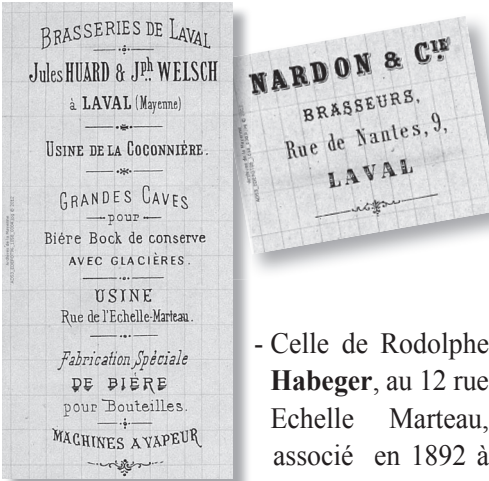 BRASSERIES DE LAVAL
Jules HUARD & Jph. WELSCH
à LAVAL (Mayenne)
USINE DE LA COCONNIÈRE.
GRANDES CAVES
pour
Biére Bock de conserve
AVEC GLACIÈRES.
USINE
Rue de l'Echelle-Marteau.
Fabrication Spéciale
DE BIÈRE
pour Bouteilles.
MACHINES A VAPEUR
NARDON & CIE
BRASSEURS,
Rue de Nantes, 9,
LAVAL
- Celle de Rodolphe
Habeger, au 12 rue
Echelle Marteau,
associé en 1892 à